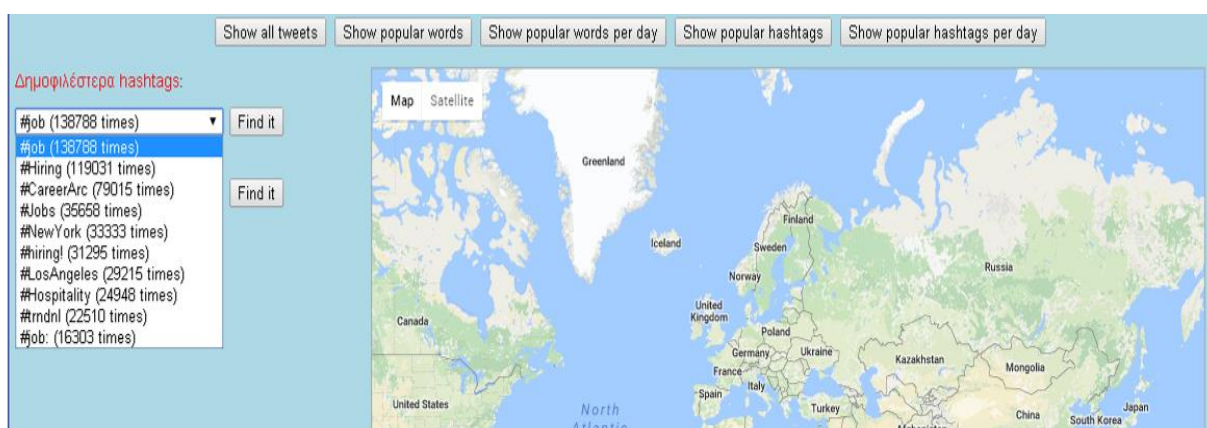 Show all tweets
Show popular words
Show popular words per day
Show popular hashtags
Show popular hashtags per day
Δημοφιλέστερα hashtags:
#job (138788 times)
Find it
#job (138788 times)
#Hiring (119031 times)
#CareerArc (79015 times)
#Jobs (35658 times)
#NewYork (33333 times)
#hiring! (31295 times)
#LosAngeles (29215 times)
#Hospitality (24948 times)
#trndnl (22510 times)
#job: (16303 times)
Find it
Map
Satellite
Greenland
Iceland
Finland
Sweden
Norway
Russia
United
Kingdom
Canada
Poland
Germany
Ukraine
Kazakhstan
Mongolia
France
Italy
Spain
Turkey
United States
North
Atlantic
Afghanistan
China
South Korea
Japan